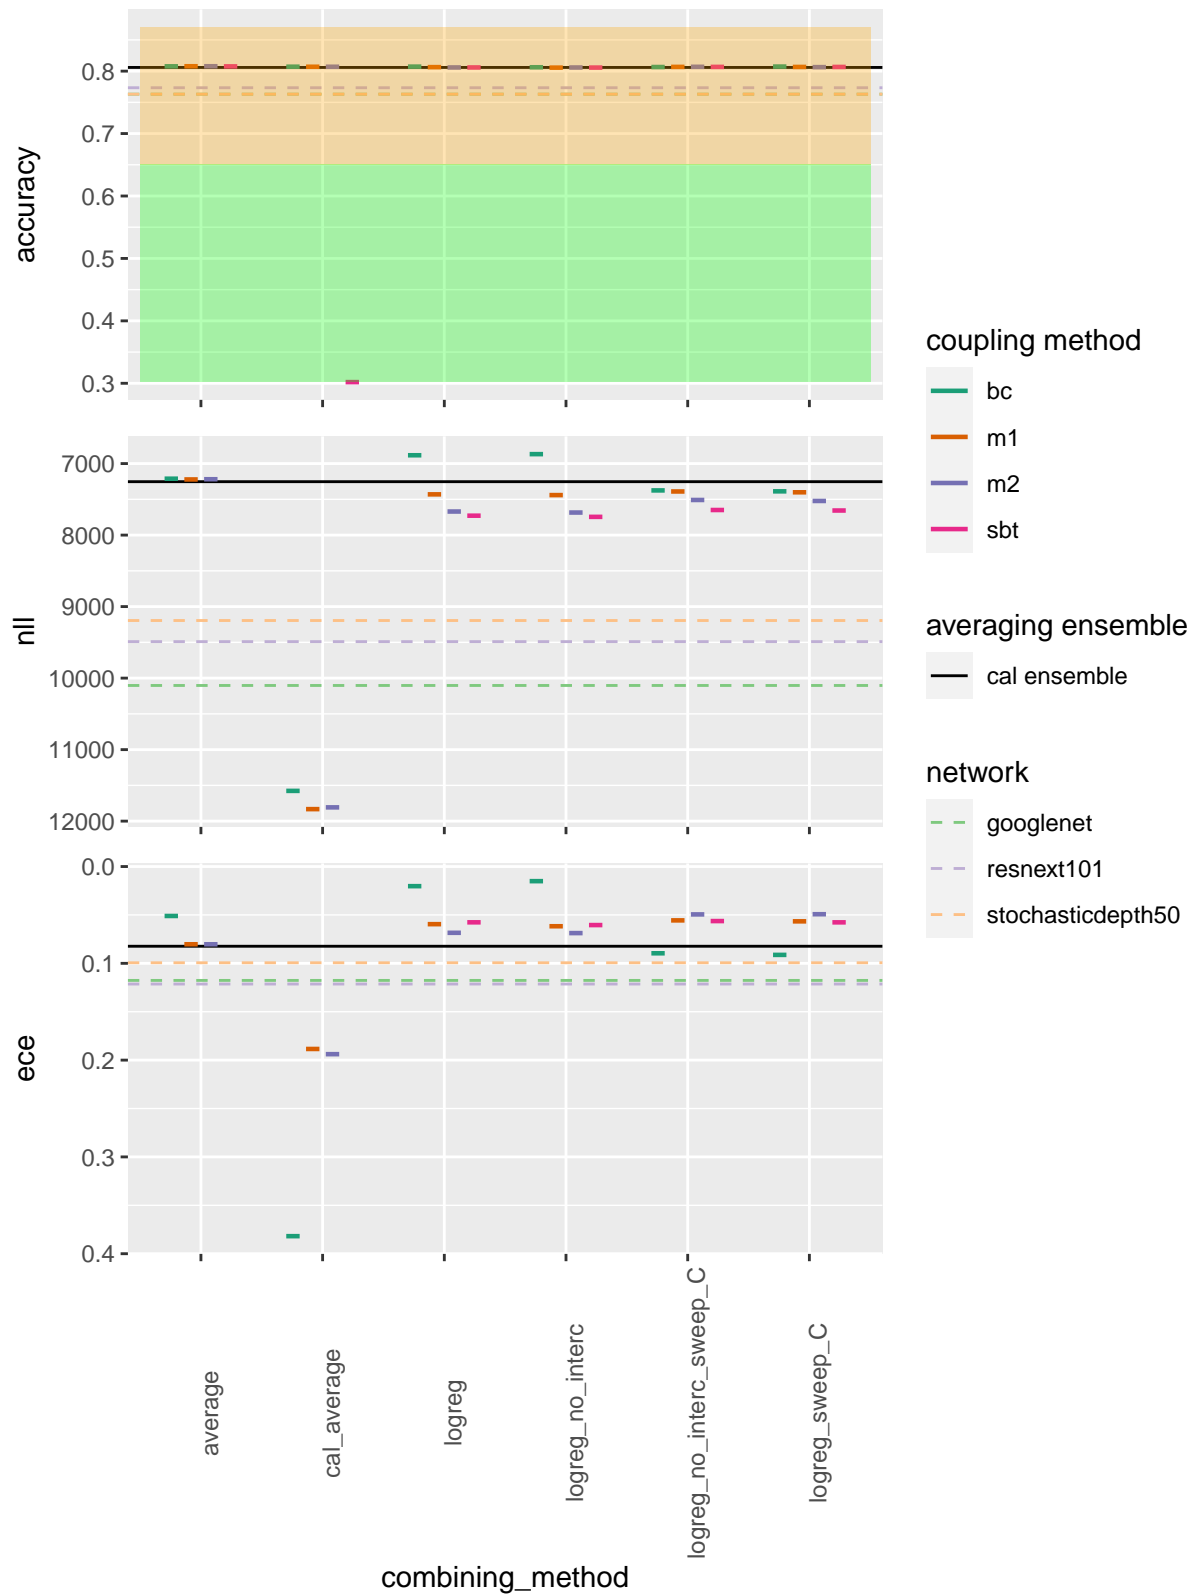 accuracy
0.8
0.7
0.6
0.5
0.4
0.3
nll
7000
8000
9000
10000
11000
12000
ece
0.0
0.1
0.2
0.3
0.4
average
cal_average
logreg
logreg_no_interc
logreg_no_interc_sweep_C
logreg_sweep_C
combining_method
coupling method
bc
m1
m2
sbt
averaging ensemble
cal ensemble
network
googlenet
resnext101
stochasticdepth50